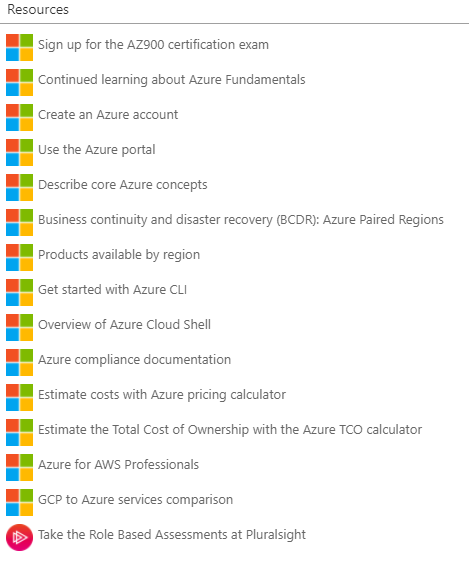 Resources
Sign up for the AZ900 certification exam
Continued learning about Azure Fundamentals
Create an Azure account
Use the Azure portal
Describe core Azure concepts
Business continuity and disaster recovery (BCDR): Azure Paired Regions
Products available by region
Get started with Azure CLI
Overview of Azure Cloud Shell
Azure compliance documentation
Estimate costs with Azure pricing calculator
Estimate the Total Cost of Ownership with the Azure TCO calculator
Azure for AWS Professionals
GCP to Azure services comparison
Take the Role Based Assessments at Pluralsight